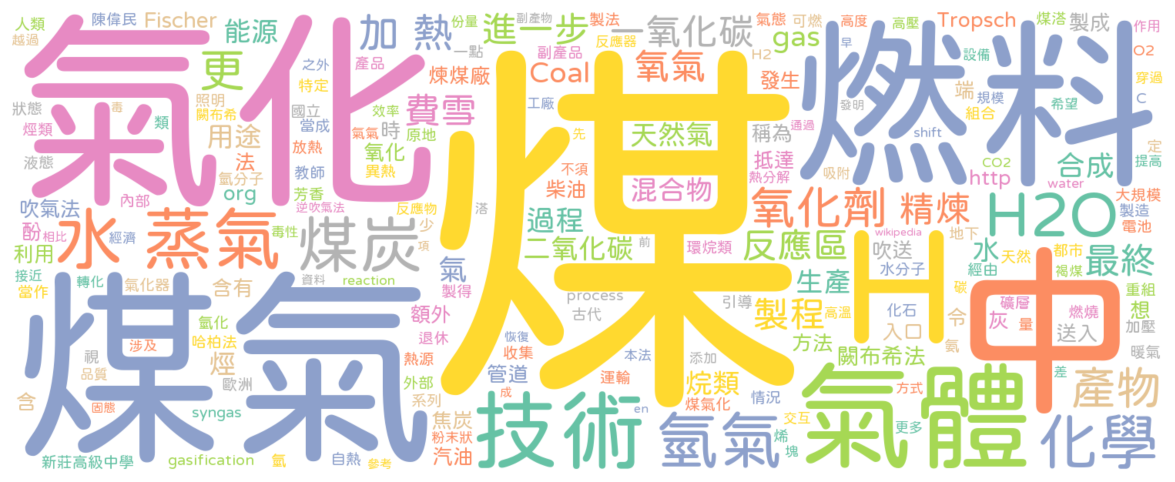 人類 陳偉民 Fischer 能源 加 熱 份量 副產物 製法 氣態 可燃 高度 高壓 煤溚 製成 作用
越過 氣化 之外 產品 一點 進一步 反應器 一氧化碳 gas H2 Tropsch 早 設備 O2
更 副產品 氧氣 發生 燃料 端 規模 穿過
狀態 照明 特定 煉煤廠 Coal 工廠 發明 組合 希望 C
毒 闕布希 國立 效率 費雪 先 天然氣 稱為 通過 shift 定
烴類 類 用途 當成 氣氣 時 原地 煤 抵達 合成 提高
液態 法 放熱 氧化 不須 熱分解 吸附 CO2 http water
氫分子 教師 異熱 柴油 混合物 大規模
內部 org 芳香 氧化劑 精煉 H2O 製造
吹氣法 逆吹氣法 反應物 溚 過程 環烷類 地下 電池
酚 相比 經濟 水 蒸氣 煤炭 少 前 反應區 吹送 wikipedia 水 都市
利用 毒性 項 二氧化碳 水分子 H 經由 天然 褐煤 最終
接近 轉化 氣化器 含有 資料 reaction 氣 生產 碳 重組
當作 製得 process 引導 製程 高溫 化石 中 礦層 燃燒 想
煤氣 氫化 額外 古代 入口 令 灰 量 送入 加壓
涉及 哈柏法 退休 恢復 收集 本法 添加 方法 闕布希法 氨 暖氣
視 烴 熱源 管道 運輸 烷類 情況 差
含 品質 歐洲 外部 成 煤氣化 方式 產物
固態 syngas 系列 技術 en 氫氣 交互 氣體 化學
焦炭 烯 更多
新莊高級中學 gasification 氫 自熱 粉末狀 塊
參考 汽油